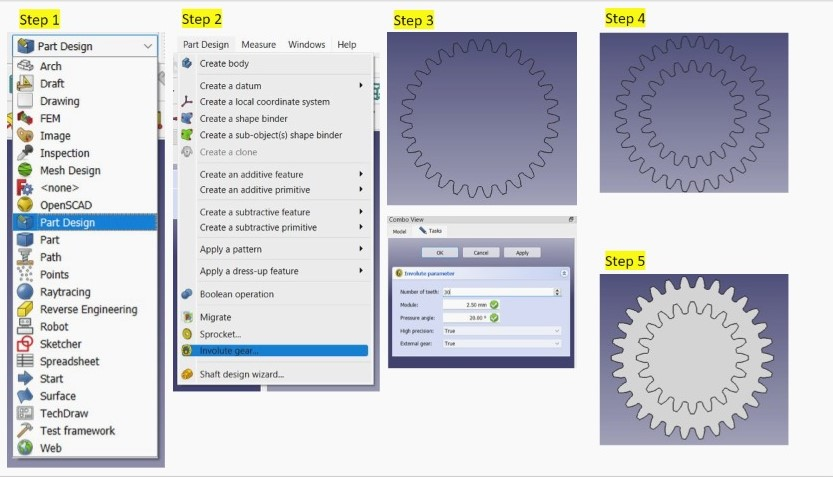 Step 1
Part Design
Arch
Draft
Drawing
FEM
Image
Inspection
Mesh Design
<none>
OpenSCAD
Part Design
Part
Path
Points
Raytracing
Reverse Engineering
Robot
Sketcher
Spreadsheet
Start
Surface
TechDraw
Test framework
Web
Step 2
Part Design Measure Windows Help
Create body
Create a datum
Create a local coordinate system
Create a shape binder
Create a sub-object(s) shape binder
Create a clone
Create an additive feature
Create an additive primitive
Create a subtractive feature
Create a subtractive primitive
Apply a pattern
Apply a dress-up feature
Boolean operation
Migrate
Sprocket...
Involute gear...
Shaft design wizard...
Step 3
Combo View
Model Tasks
OK Cancel Apply
Involute parameter
Number of teeth: 30
Module: 2.50 mm
Pressure angle: 20.00 °
High precision: True
External gear: True
Step 4
Step 5